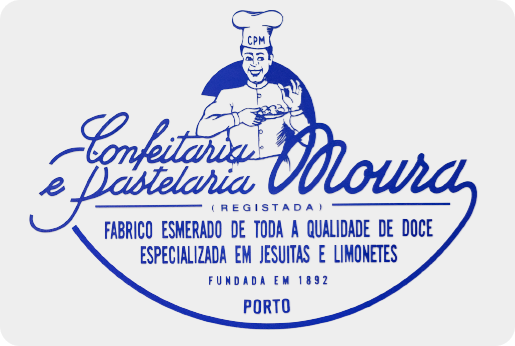 CPM
Confeitaria
e Pastelaria Moura
(REGISTADA)
FABRICO ESMERADO DE TODA A QUALIDADE DE DOCE
ESPECIALIZADA EM JESUITAS E LIMONETES
FUNDADA EM 1892
PORTO